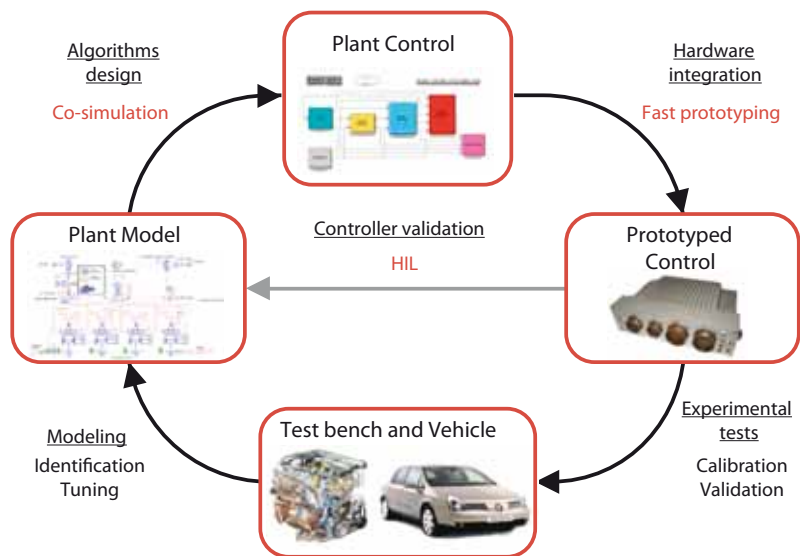 Plant Control
Algorithms
design
Co-simulation
Hardware
integration
Fast prototyping
Plant Model
Controller validation
HIL
Prototyped
Control
Modeling
Identification
Tuning
Test bench and Vehicle
Experimental
tests
Calibration
Validation